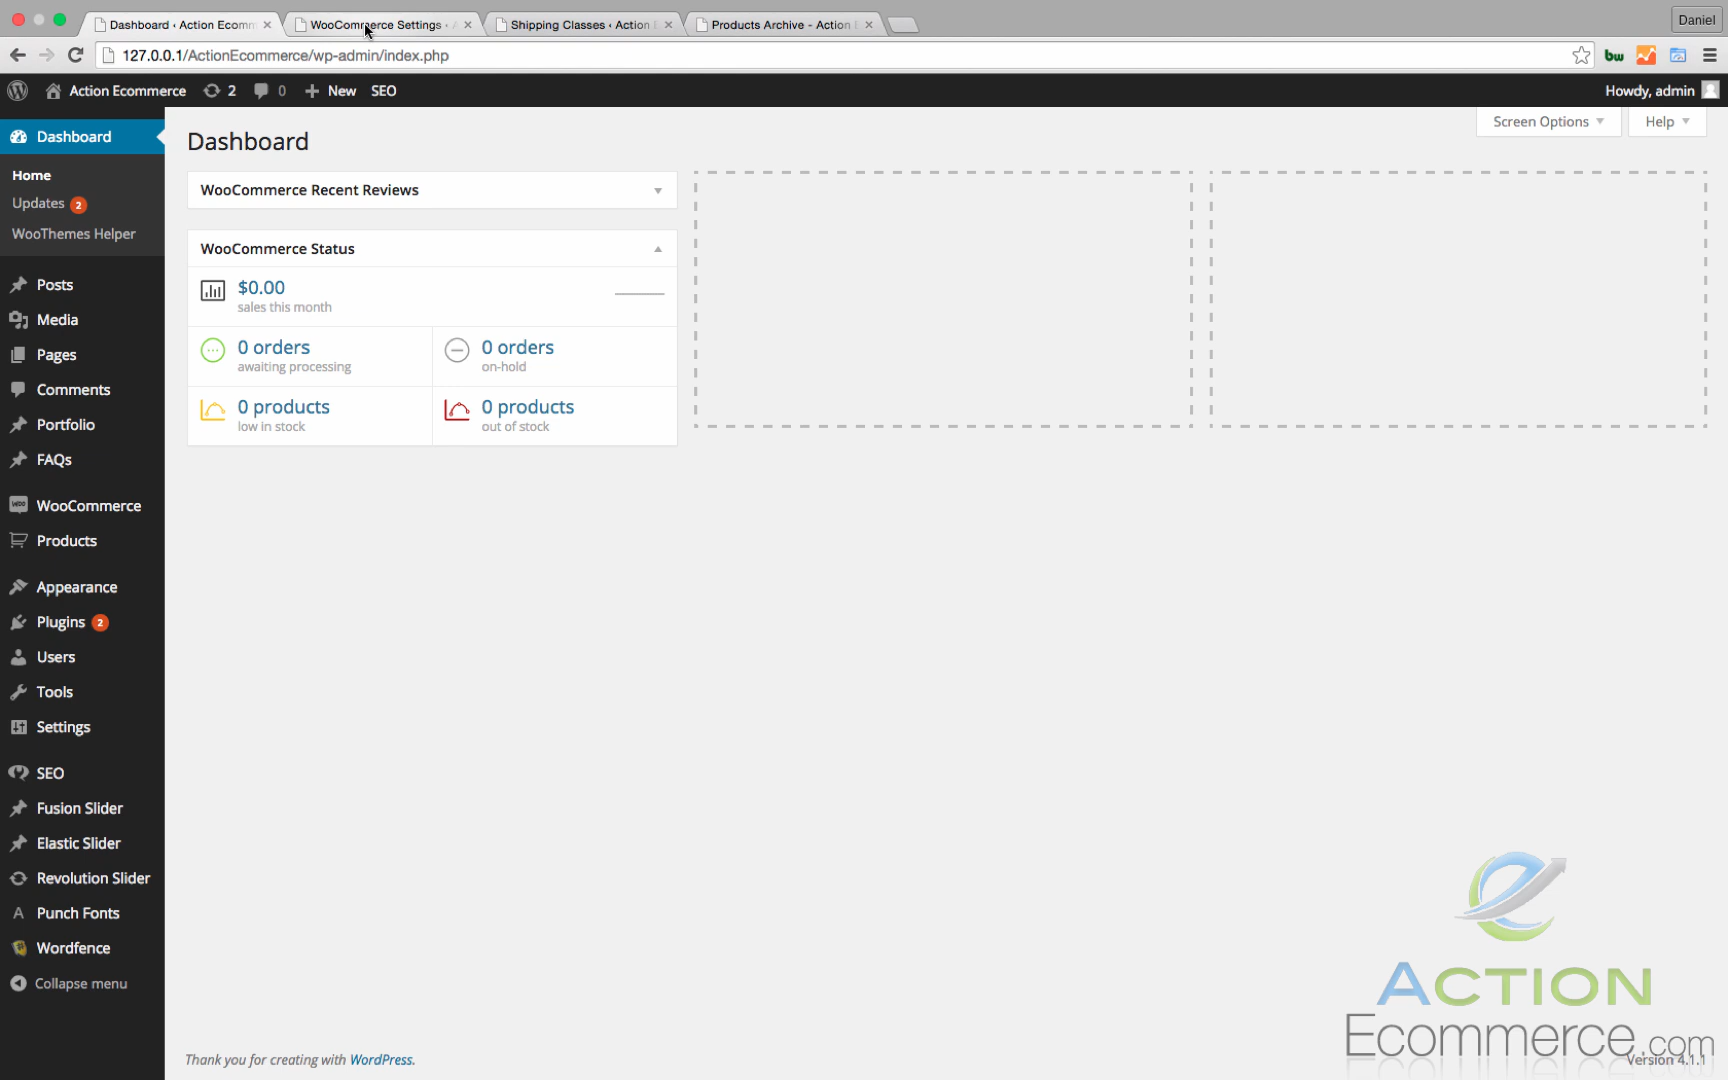 Dashboard ‹ Action Ecomm
WooCommerce Settings ‹ A
Shipping Classes ‹ Action E
Products Archive - Action E
Daniel
127.0.0.1/ActionEcommerce/wp-admin/index.php
bw
Action Ecommerce
2
0
New
SEO
Howdy, admin
Dashboard
Home
Updates 2
WooThemes Helper
Posts
Media
Pages
Comments
Portfolio
FAQs
WooCommerce
Products
Appearance
Plugins 2
Users
Tools
Settings
SEO
Fusion Slider
Elastic Slider
Revolution Slider
Punch Fonts
Wordfence
Collapse menu
Dashboard
Screen Options
Help
WooCommerce Recent Reviews
WooCommerce Status
$0.00
sales this month
0 orders
awaiting processing
0 orders
on-hold
0 products
low in stock
0 products
out of stock
ACTION
Ecommerce.com
Thank you for creating with WordPress.
Version 4.1.1